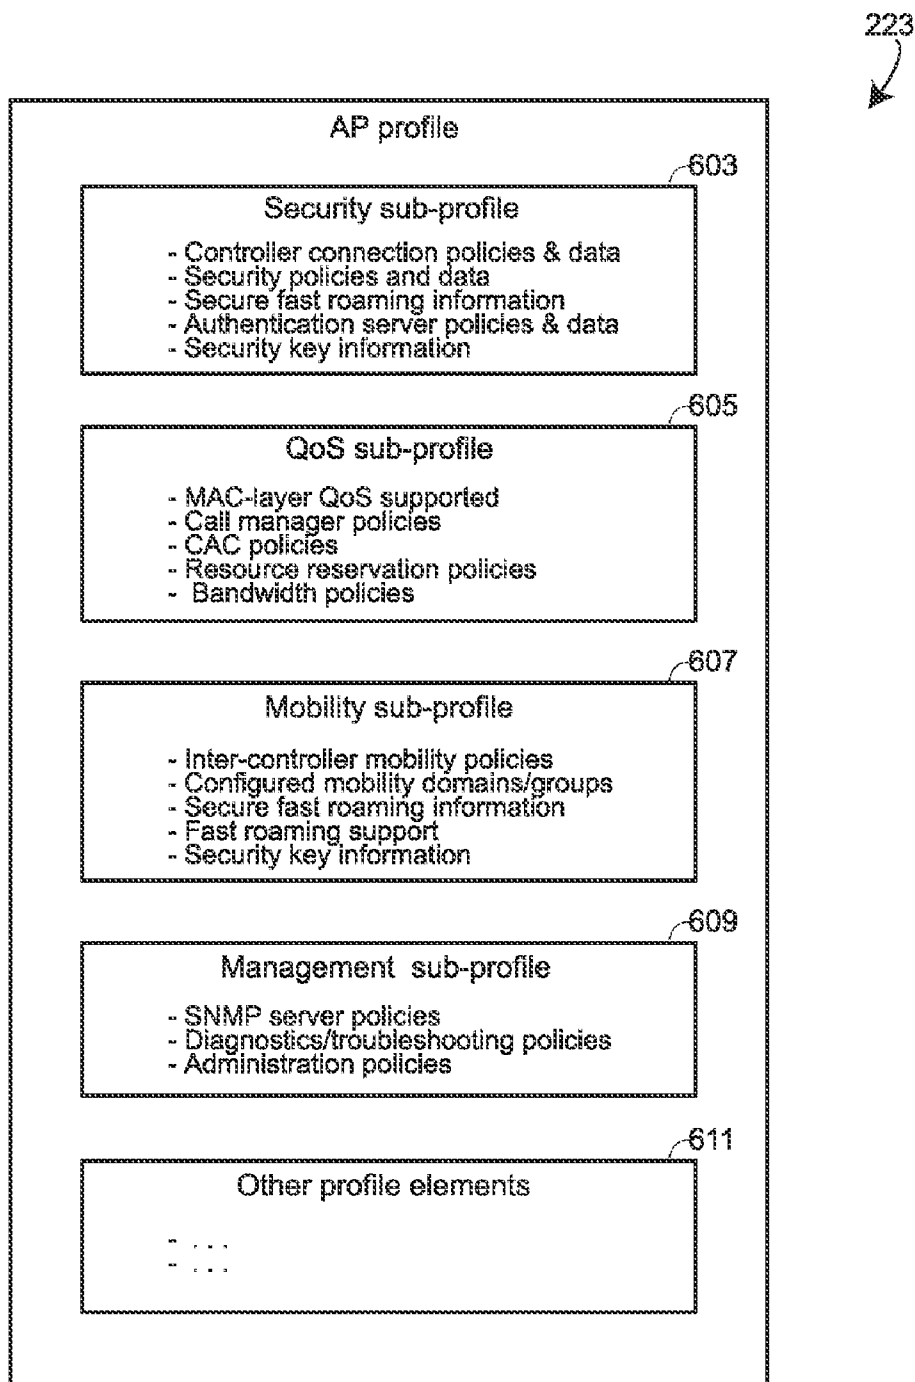 223
AP profile
603
Security sub-profile
- Controller connection policies & data
- Security policies and data
- Secure fast roaming information
- Authentication server policies & data
- Security key information
605
QoS sub-profile
- MAC-layer QoS supported
- Call manager policies
- CAC policies
- Resource reservation policies
- Bandwidth policies
607
Mobility sub-profile
- Inter-controller mobility policies
- Configured mobility domains/groups
- Secure fast roaming information
- Fast roaming support
- Security key information
609
Management sub-profile
- SNMP server policies
- Diagnostics/troubleshooting policies
- Administration policies
611
Other profile elements
- . . .
- . . .